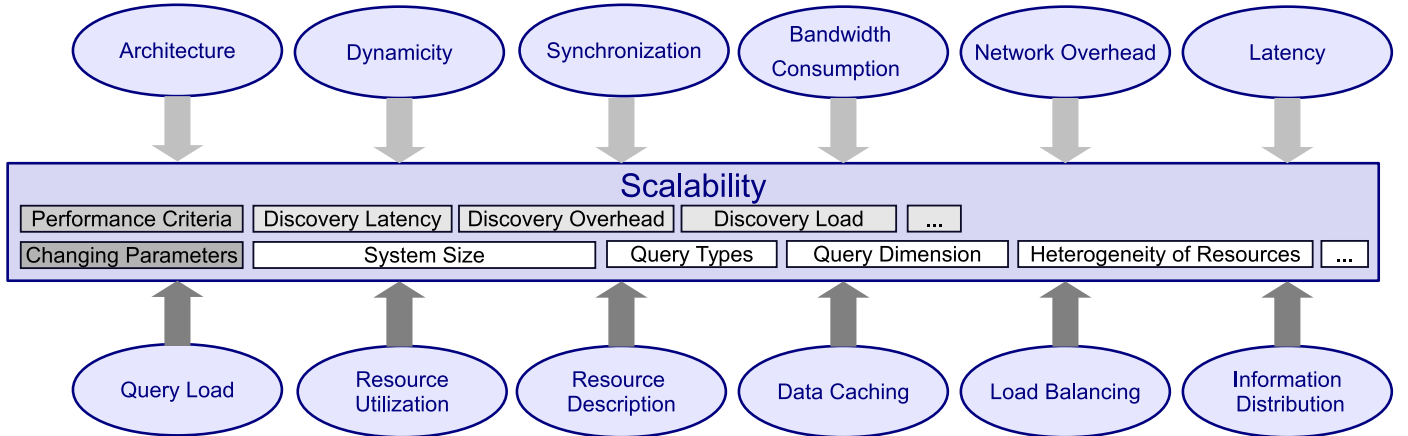 Architecture
Dynamicity
Synchronization
Bandwidth
Consumption
Network Overhead
Latency
Scalability
Performance Criteria
Discovery Latency
Discovery Overhead
Discovery Load
...
Changing Parameters
System Size
Query Types
Query Dimension
Heterogeneity of Resources
...
Query Load
Resource
Utilization
Resource
Description
Data Caching
Load Balancing
Information
Distribution